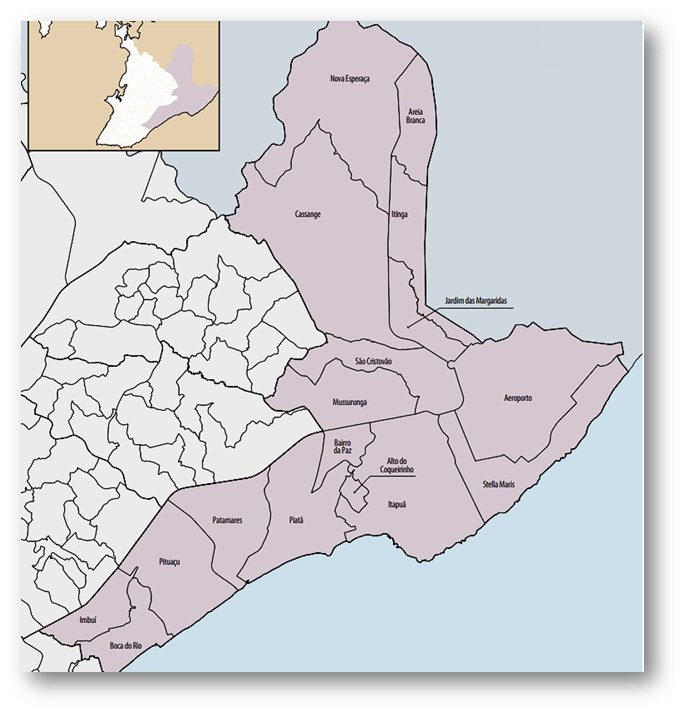 Nova Esperaça
Areia
Branca
Cassange
Itinga
Jardim das Margaridas
São Cristovão
Mussurunga
Aeroporto
Bairro
da Paz
Alto do
Coqueirinho
Stella Maris
Itapuã
Patamares
Piatã
Pituaçu
Imbuí
Boca do Rio